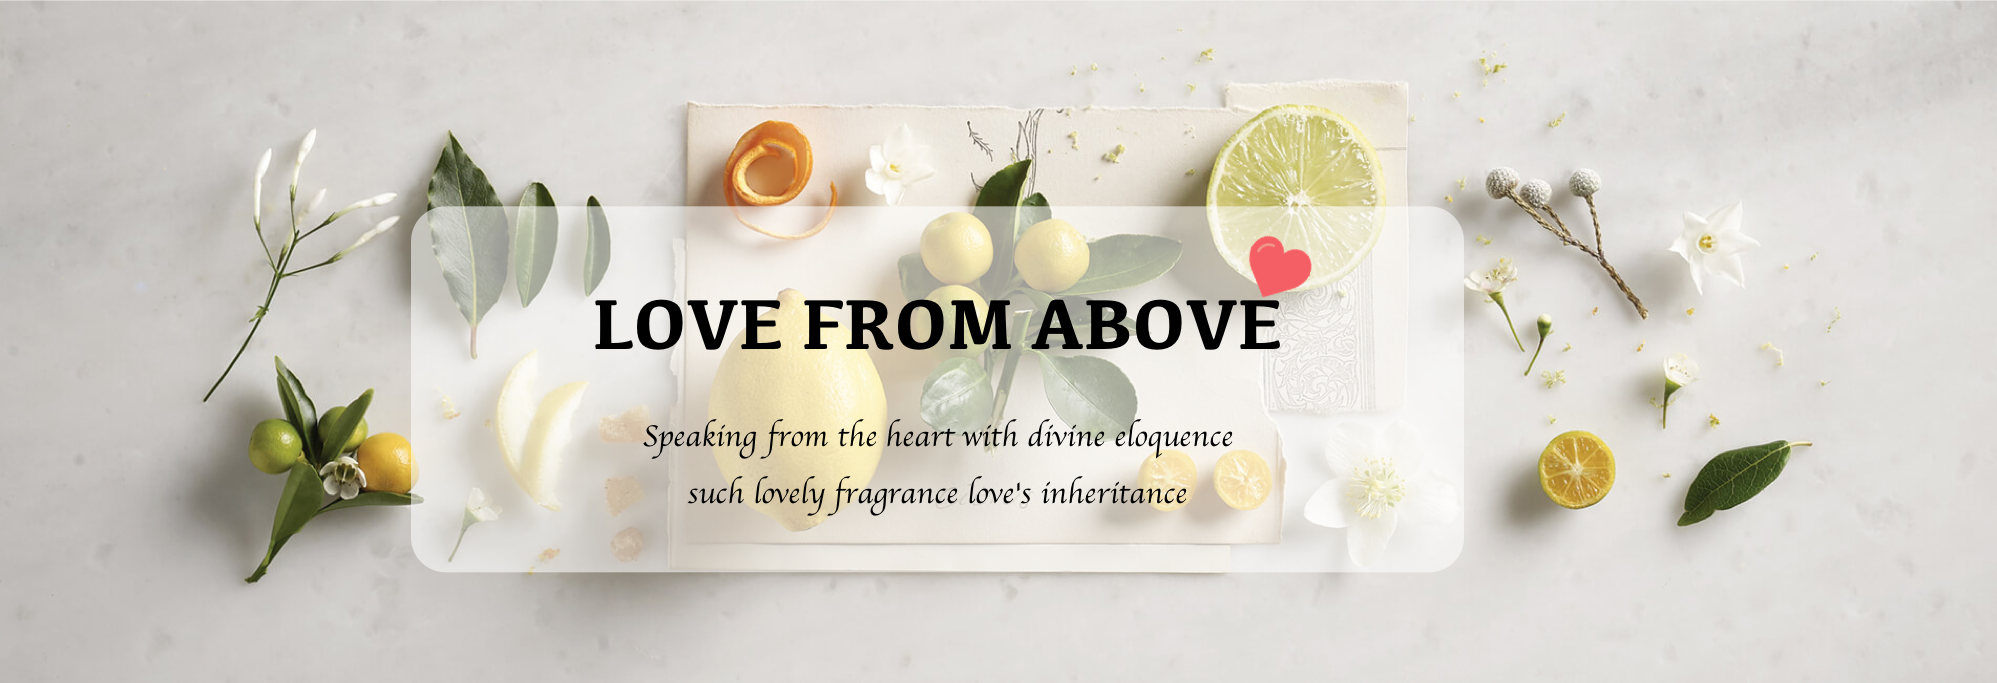 LOVE FROM ABOVE
Speaking from the heart with divine eloquence
such lovely fragrance love's inheritance